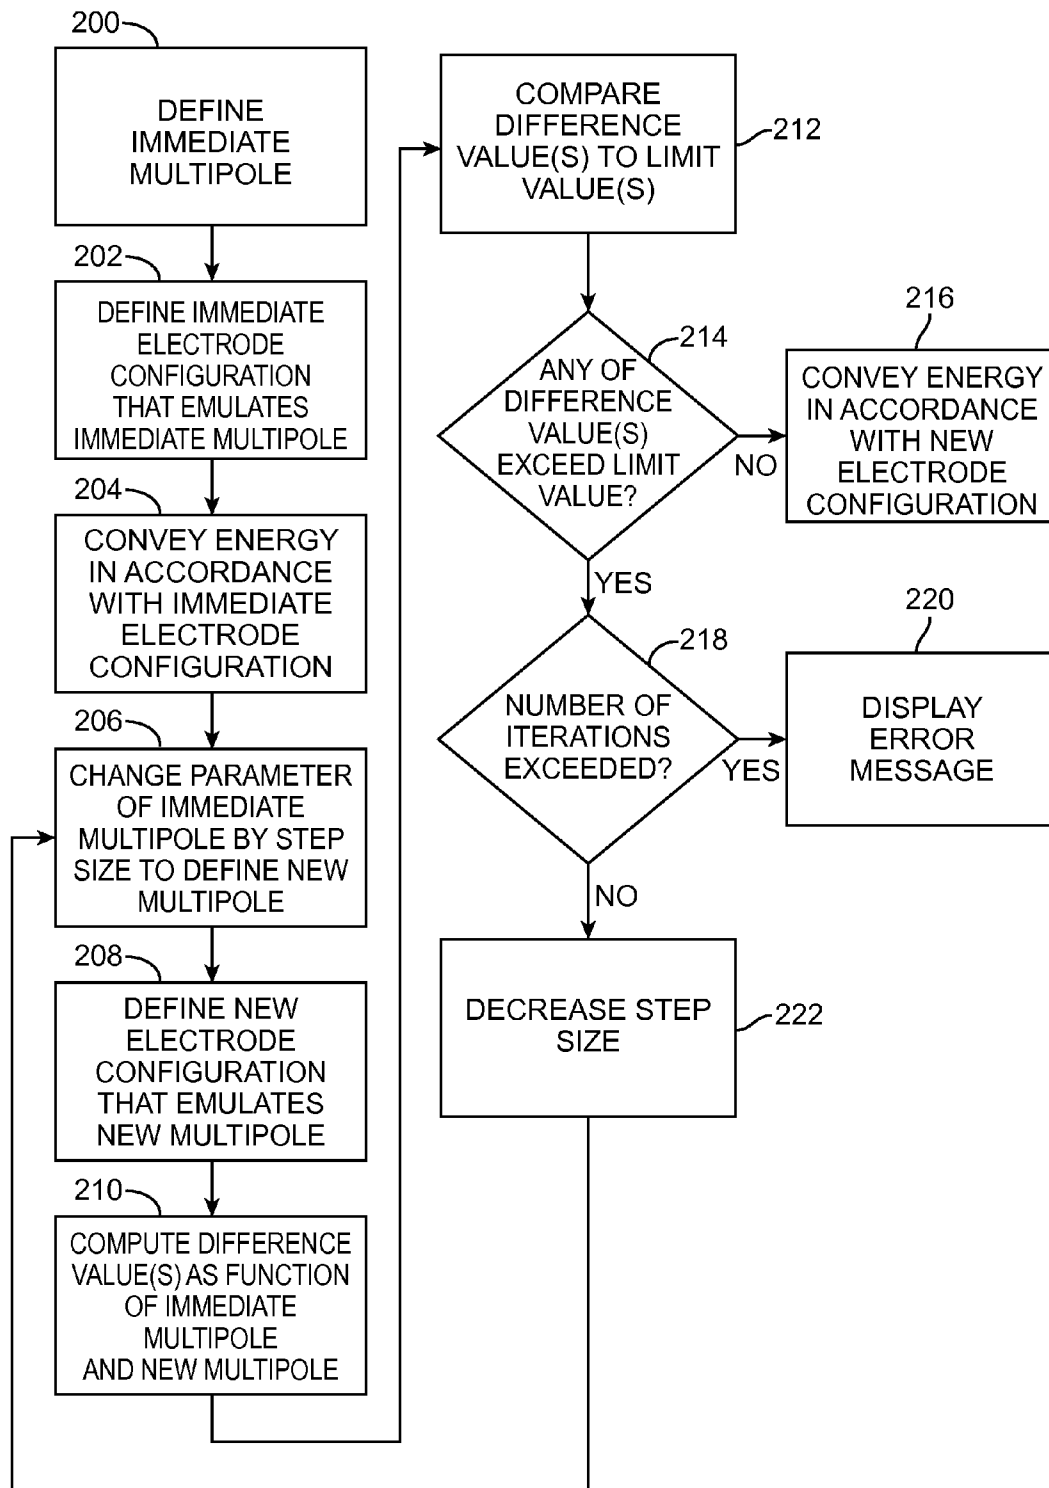 200
DEFINE
IMMEDIATE
MULTIPOLE
202
DEFINE IMMEDIATE
ELECTRODE
CONFIGURATION
THAT EMULATES
IMMEDIATE MULTIPOLE
204
CONVEY ENERGY
IN ACCORDANCE
WITH IMMEDIATE
ELECTRODE
CONFIGURATION
206
CHANGE PARAMETER
OF IMMEDIATE
MULTIPOLE BY STEP
SIZE TO DEFINE NEW
MULTIPOLE
208
DEFINE NEW
ELECTRODE
CONFIGURATION
THAT EMULATES
NEW MULTIPOLE
210
COMPUTE DIFFERENCE
VALUE(S) AS FUNCTION
OF IMMEDIATE
MULTIPOLE
AND NEW MULTIPOLE
COMPARE
DIFFERENCE
VALUE(S) TO LIMIT
VALUE(S)
212
214
ANY OF
DIFFERENCE
VALUE(S)
EXCEED LIMIT
VALUE?
NO
216
CONVEY ENERGY
IN ACCORDANCE
WITH NEW
ELECTRODE
CONFIGURATION
YES
218
NUMBER OF
ITERATIONS
EXCEEDED?
YES
220
DISPLAY
ERROR
MESSAGE
NO
DECREASE STEP
SIZE
222